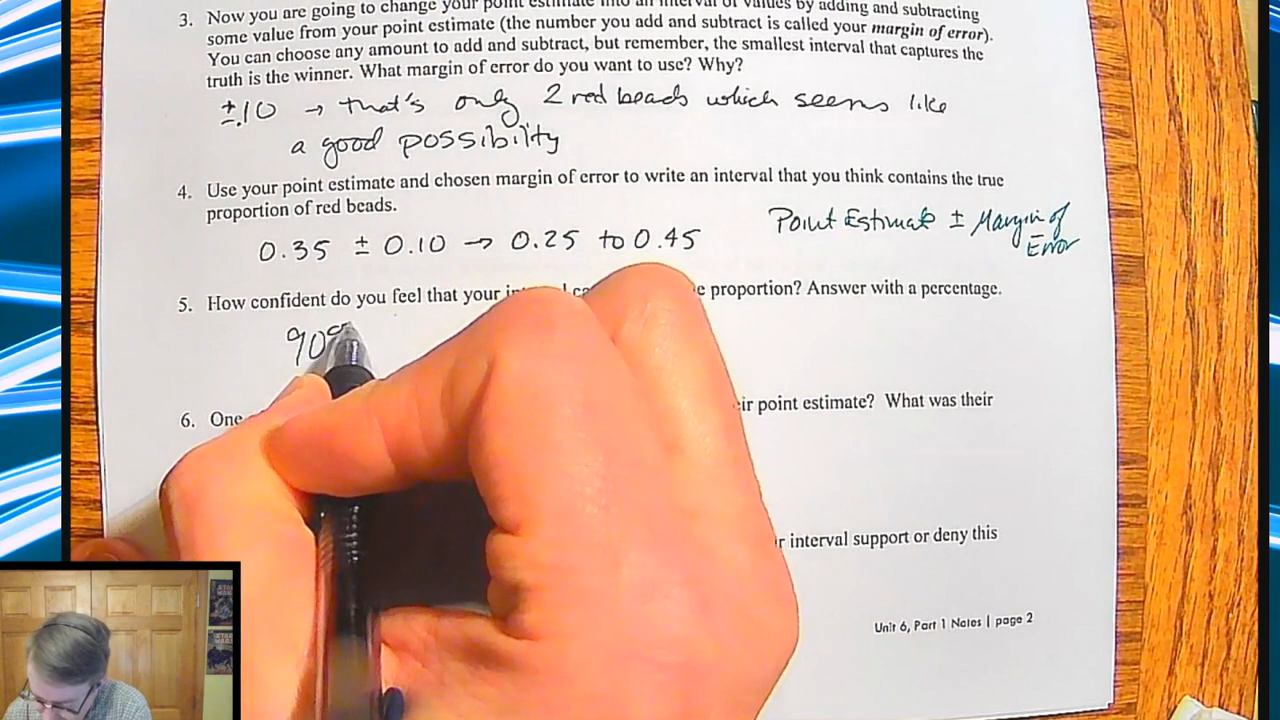 3. Now you are going to change your point estimate into an interval of values by adding and subtracting
some value from your point estimate (the number you add and subtract is called your margin of error).
You can choose any amount to add and subtract, but remember, the smallest interval that captures the
truth is the winner. What margin of error do you want to use? Why?
±.10 → that's only 2 red beads which seems like
a good possibility
4. Use your point estimate and chosen margin of error to write an interval that you think contains the true
proportion of red beads.
Point Estimate ± Margin of
Error
0.35 ± 0.10 → 0.25 to 0.45
5. How confident do you feel that your proportion? Answer with a percentage.
90%
6. One point estimate? What was their
interval support or deny this
Unit 6, Part 1 Notes | page 2